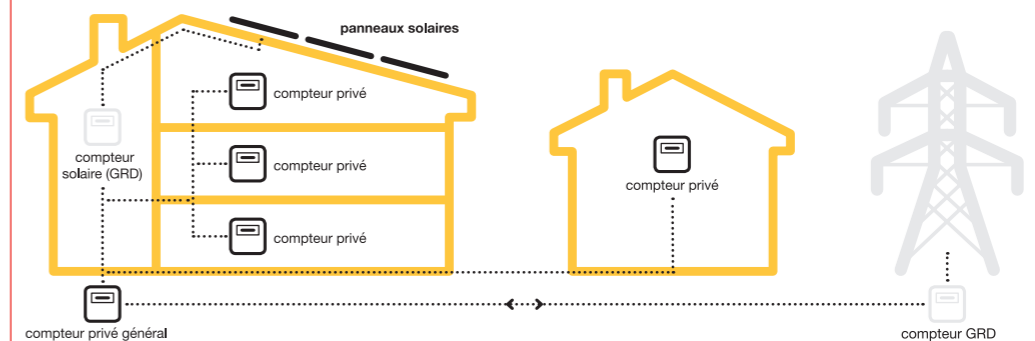 panneaux solaires
compteur privé
compteur
solaire (GRD)
compteur privé
compteur privé
compteur privé
compteur privé général
compteur GRD